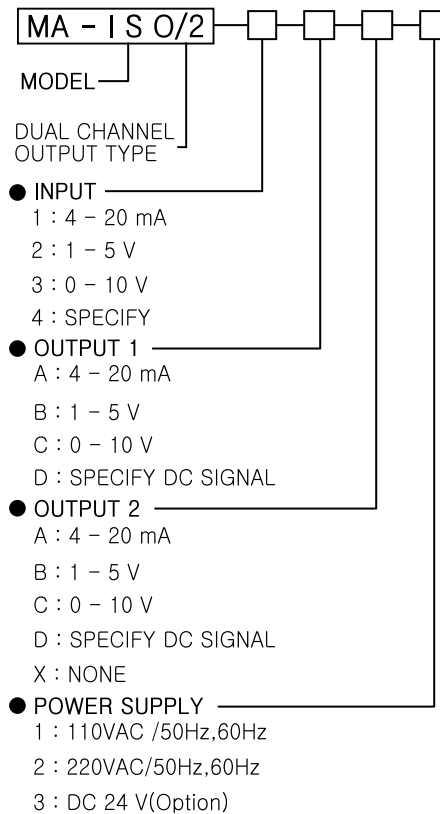 MA - ISO/2
MODEL
DUAL CHANNEL
OUTPUT TYPE
● INPUT
1 : 4 - 20 mA
2 : 1 - 5 V
3 : 0 - 10 V
4 : SPECIFY
● OUTPUT 1
A : 4 - 20 mA
B : 1 - 5 V
C : 0 - 10 V
D : SPECIFY DC SIGNAL
● OUTPUT 2
A : 4 - 20 mA
B : 1 - 5 V
C : 0 - 10 V
D : SPECIFY DC SIGNAL
X : NONE
● POWER SUPPLY
1 : 110VAC /50Hz,60Hz
2 : 220VAC/50Hz,60Hz
3 : DC 24 V(Option)